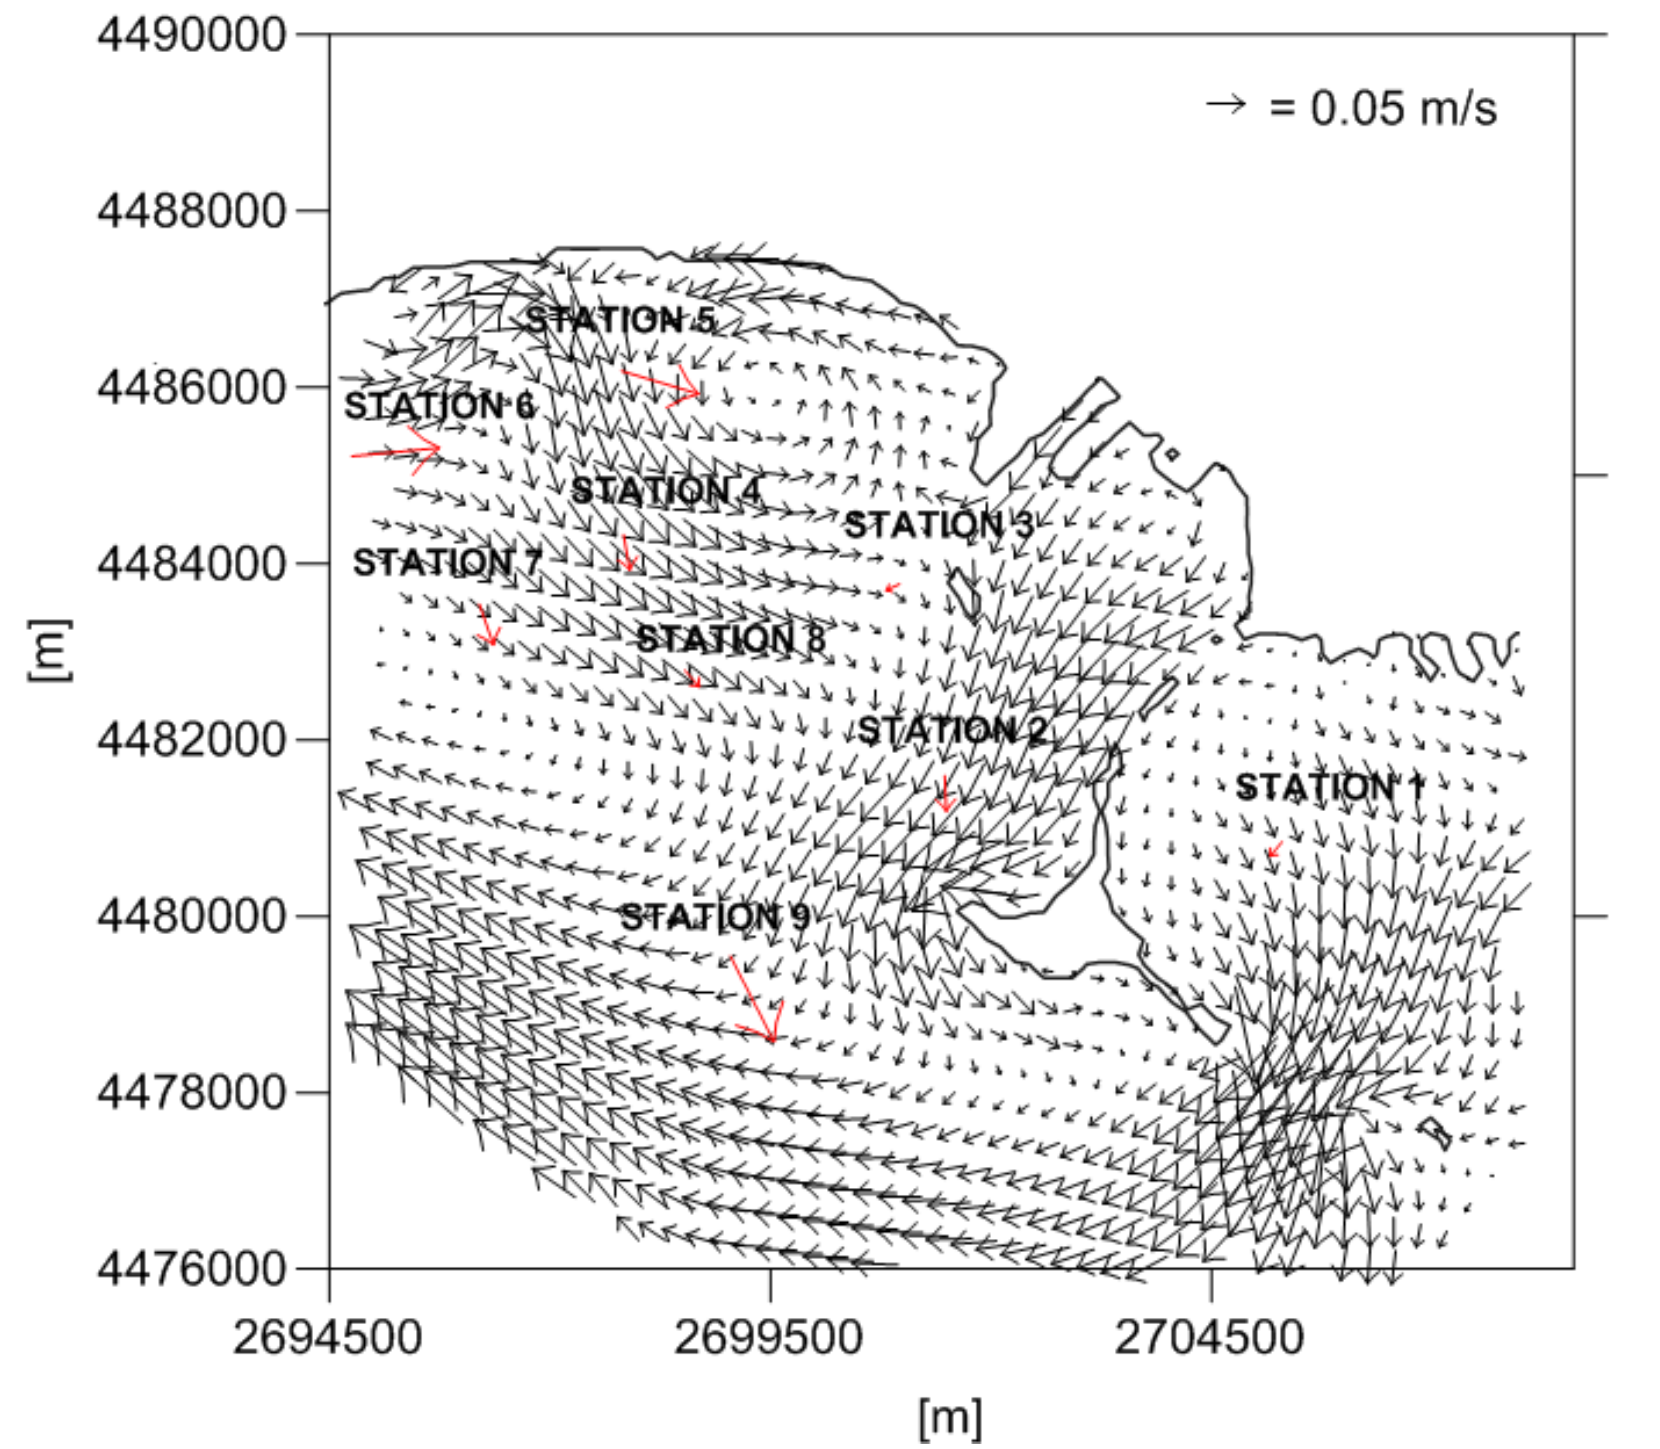 4490000
= 0.05 m/s
4488000
STATION 5
4486000
STATION 6
STATION 4
STATION 3
4484000
STATION 7
[m]
STATION 8
4482000
STATION 2
STATION 1
4480000
STATION 9
4478000
4476000
2694500
2699500
2704500
[m]